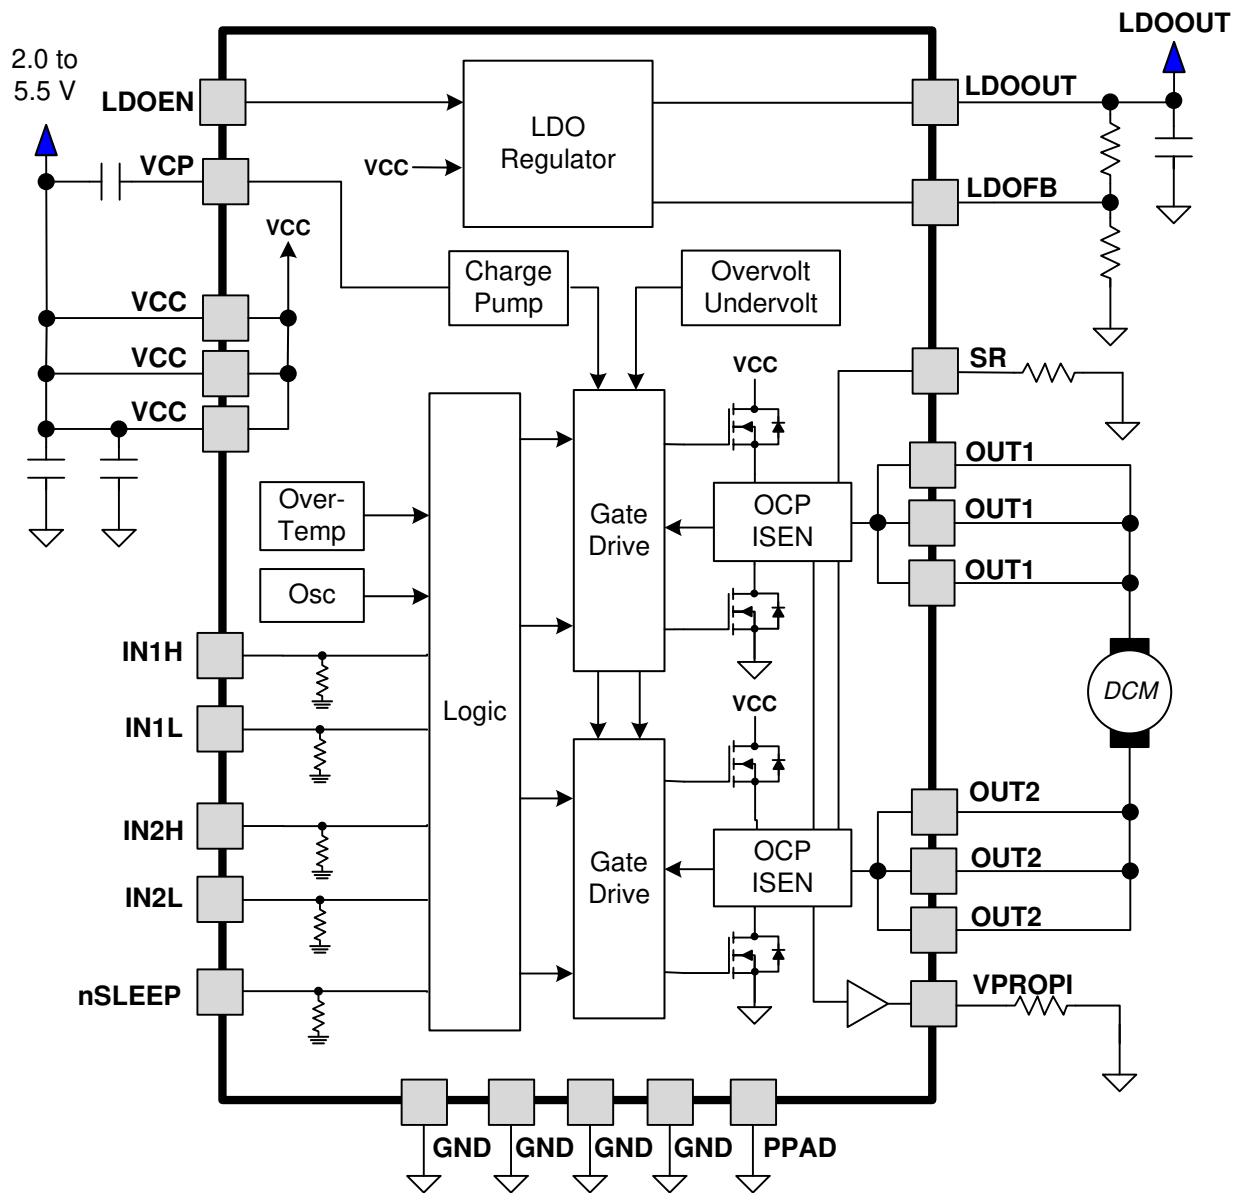 LDOOUT
2.0 to
5.5 V
LDOEN
LDO
Regulator
LDOOUT
VCP
VCC
LDOFB
VCC
Charge
Pump
Overvolt
Undervolt
VCC
VCC
VCC
SR
VCC
OUT1
OUT1
OUT1
Over-
Temp
Osc
Gate
Drive
OCP
ISEN
IN1H
IN1L
IN2H
IN2L
nSLEEP
Logic
VCC
DCM
Gate
Drive
OCP
ISEN
OUT2
OUT2
OUT2
VPROPI
GND
GND
GND
GND
PPAD